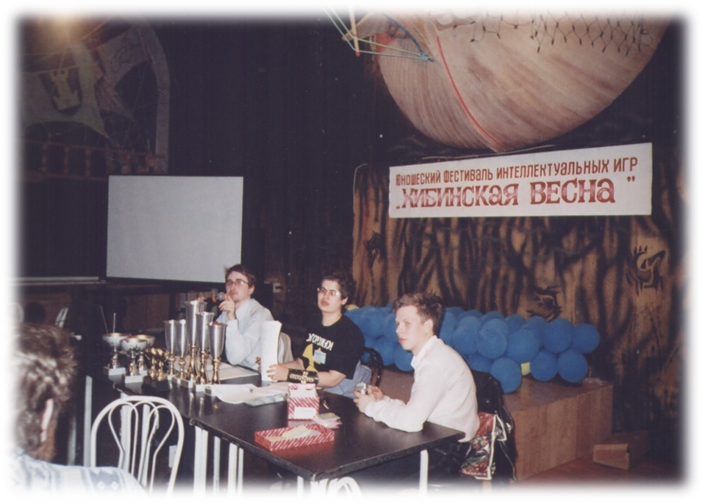 ЮНОШЕСКИЙ ФЕСТИВАЛЬ ИНТЕЛЛЕКТУАЛЬНЫХ ИГР
„ХИБИНСКАЯ ВЕСНА"